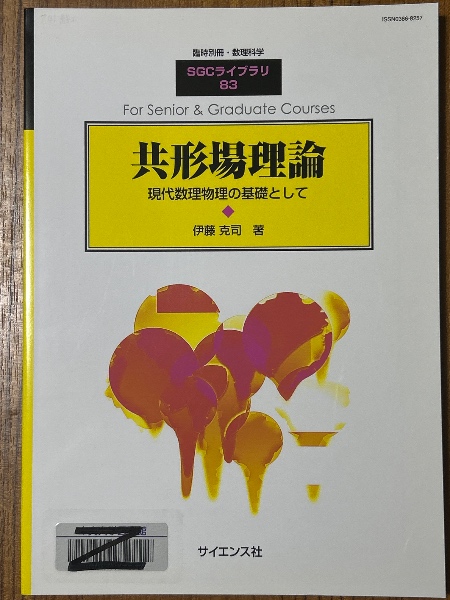 ISSN0386-8257
臨時別冊・数理科学
SGCライブラリ
83
For Senior & Graduate Courses
共形場理論
現代数理物理の基礎として
伊藤 克司 著
サイエンス社